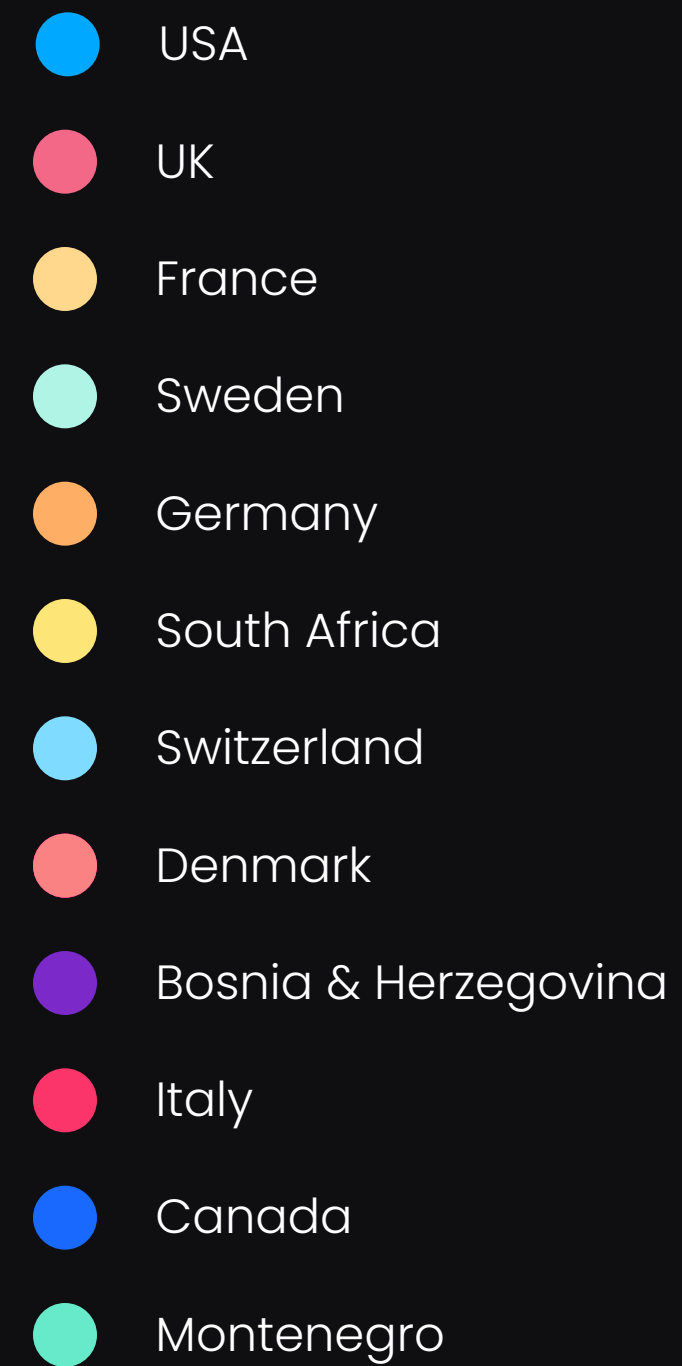 USA
UK
France
Sweden
Germany
South Africa
Switzerland
Denmark
Bosnia & Herzegovina
Italy
Canada
Montenegro